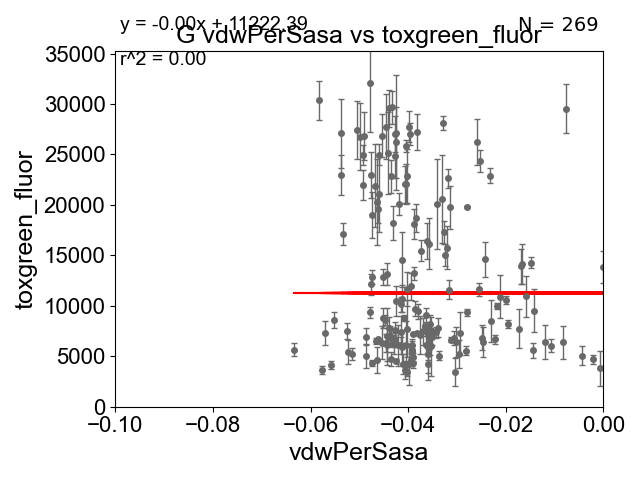 y = -0.00x + 11222.39
N = 269
G vdwPerSasa vs toxgreen_fluor
r^2 = 0.00
35000
30000
25000
20000
15000
10000
5000
0
toxgreen_fluor
−0.10 −0.08 −0.06 −0.04 −0.02 0.00
vdwPerSasa